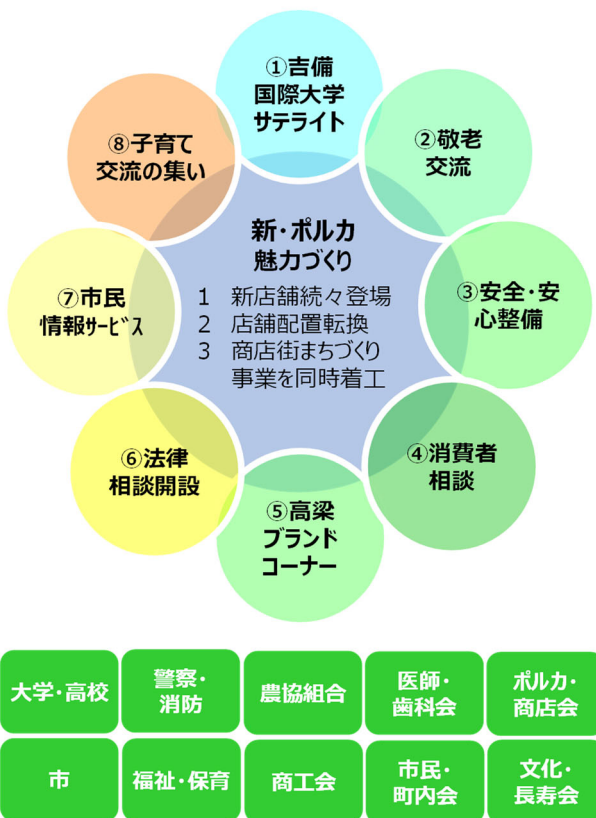 ①吉備
国際大学
サテライト
②敬老
交流
③安全・安
心整備
④消費者
相談
⑤高梁
ブランド
コーナー
⑥法律
相談開設
⑦市民
情報サービス
⑧子育て
交流の集い
新・ポルカ
魅力づくり
1 新店舗続々登場
2 店舗配置転換
3 商店街まちづくり
事業を同時着工
大学・高校
警察・
消防
農協組合
医師・
歯科会
ポルカ・
商店会
市
福祉・保育
商工会
市民・
町内会
文化・
長寿会